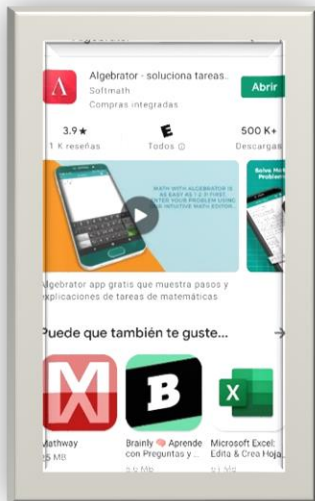 Algebrator - soluciona tareas..
Softmath
Compras integradas
Abrir
3.9★
1 K reseñas
E
Todos
500 K+
Descargas
MATH WITH ALGEBRATOR IS
AS EASY AS 1 2 3! FIRST,
ENTER YOUR PROBLEM USING
OUR INTUITIVE MATH EDITOR...
Solve
Problem
Algebrator app gratis que muestra pasos y
explicaciones de tareas de matemáticas
Puede que también te guste...
B
X
Mathway
Brainly 🧠 Aprende
con Preguntas y ...
Microsoft Excel:
Edita & Crea Hoja